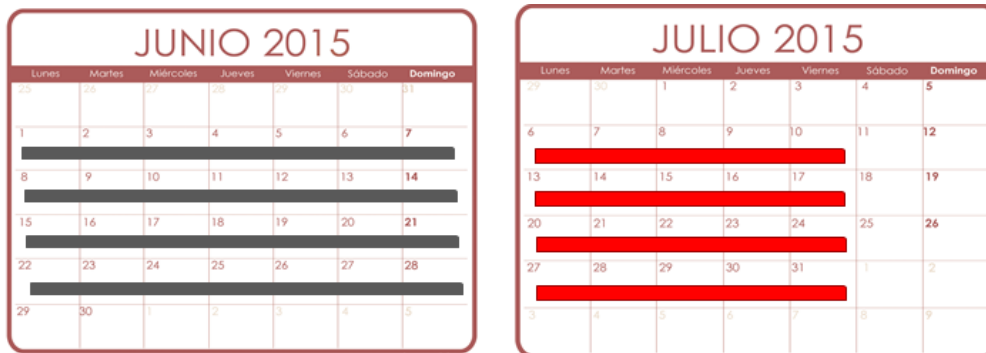 JUNIO 2015
Lunes Martes Miércoles Jueves Viernes Sábado Domingo
25 26 27 28 29 30 31
1 2 3 4 5 6 7
8 9 10 11 12 13 14
15 16 17 18 19 20 21
22 23 24 25 26 27 28
29 30 1 2 3 4 5
JULIO 2015
Lunes Martes Miércoles Jueves Viernes Sábado Domingo
29 30 1 2 3 4 5
6 7 8 9 10 11 12
13 14 15 16 17 18 19
20 21 22 23 24 25 26
27 28 29 30 31 1 2
3 4 5 6 7 8 9